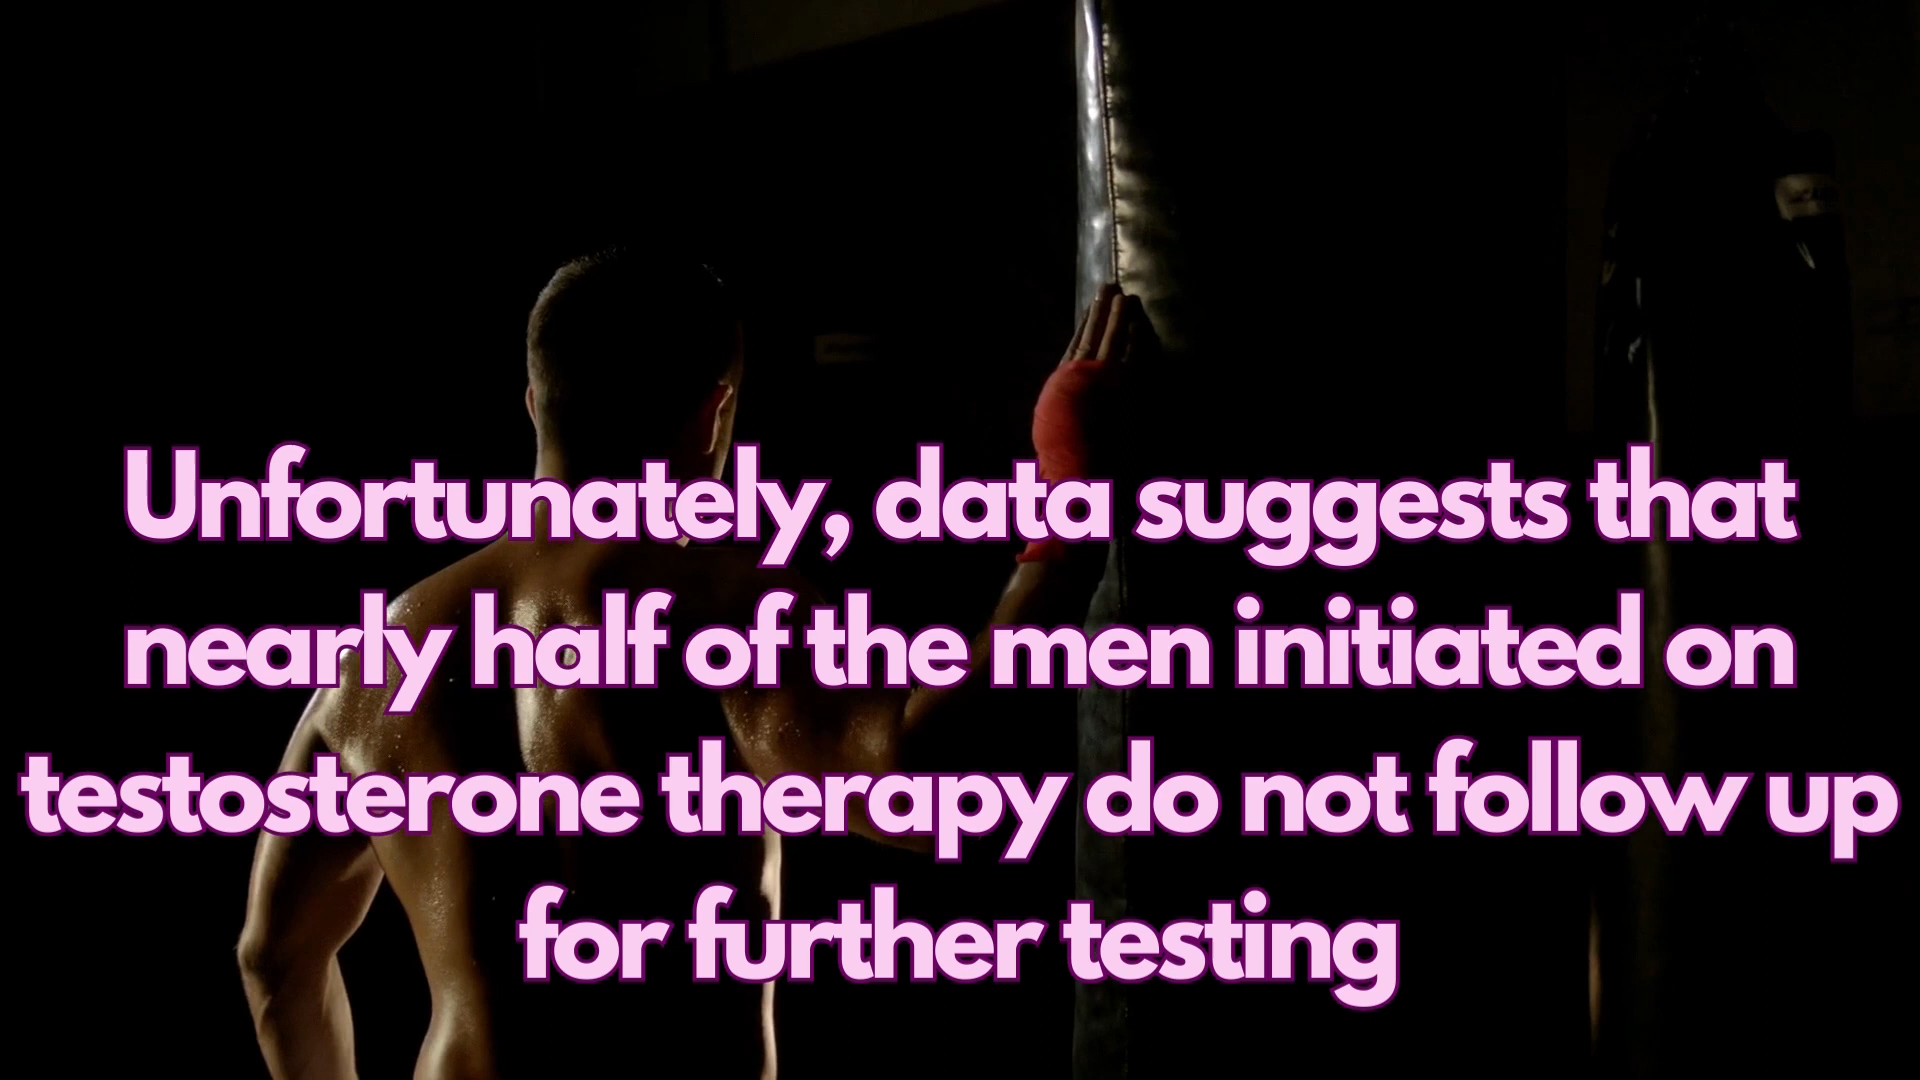 Unfortunately, data suggests that
nearly half of the men initiated on
testosterone therapy do not follow up
for further testing